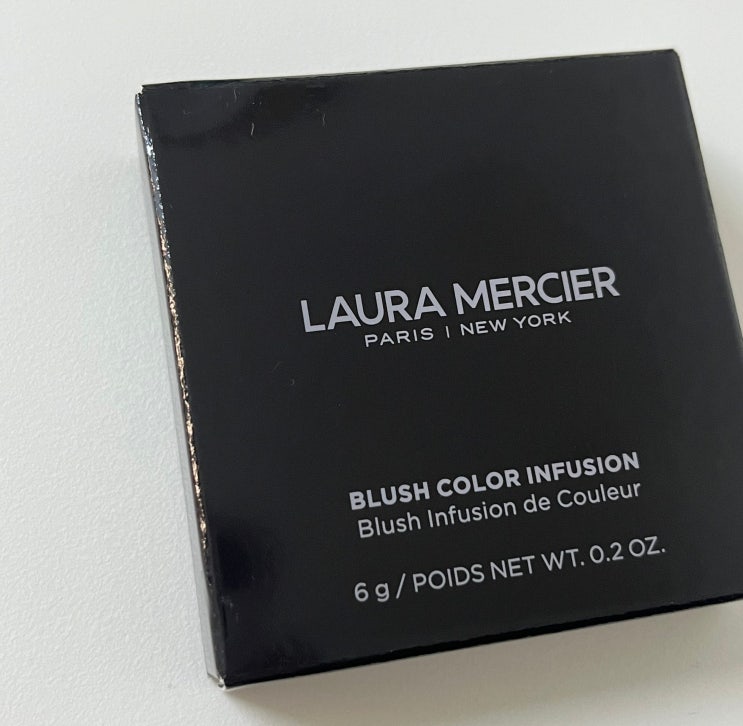 LAURA MERCIER
PARIS | NEW YORK
BLUSH COLOR INFUSION
Blush Infusion de Couleur
6 g / POIDS NET WT. 0.2 OZ.